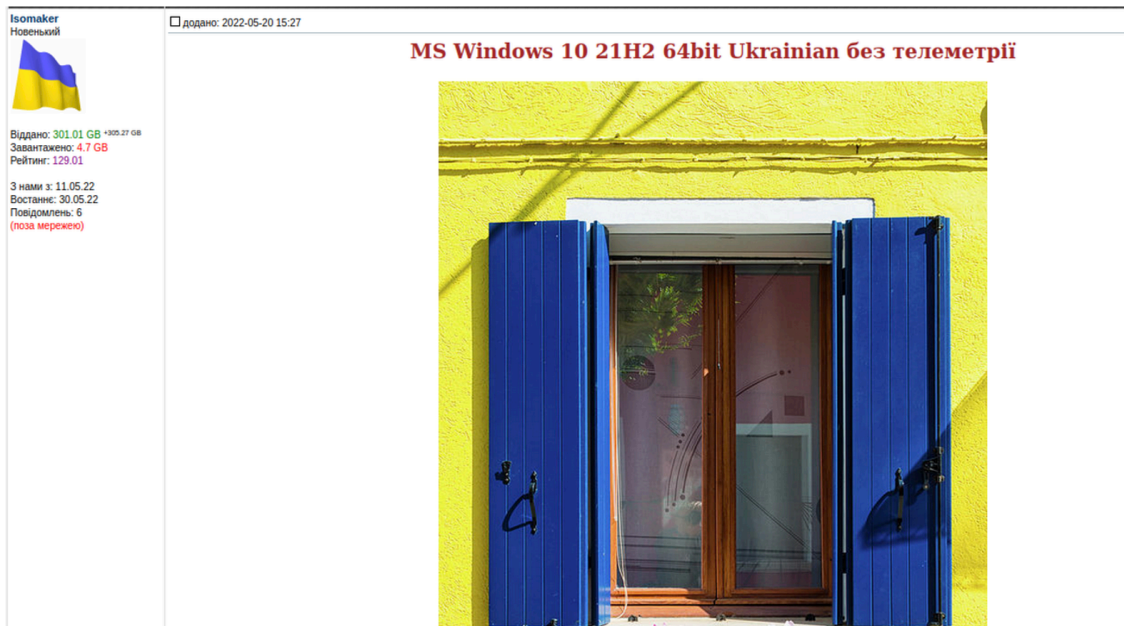 Isomaker
Новенький
Віддано: 301.01 GB +305.27 GB
Завантажено: 4.7 GB
Рейтинг: 129.01
З нами з: 11.05.22
Востаннє: 30.05.22
Повідомлень: 6
(поза мережею)
додано: 2022-05-20 15:27
MS Windows 10 21H2 64bit Ukrainian без телеметрії